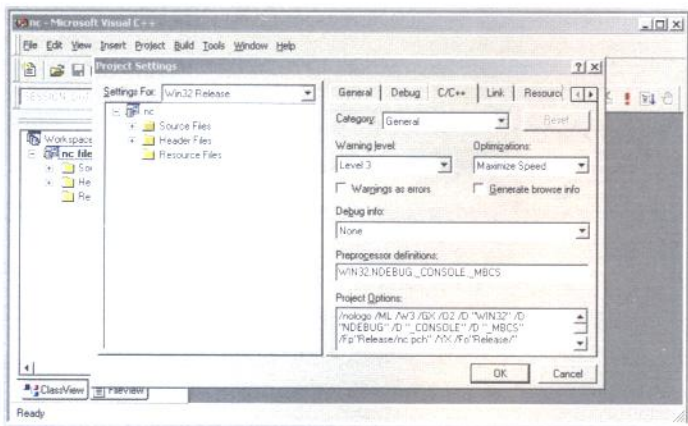 nc - Microsoft Visual C++
File Edit View Insert Project Build Tools Window Help
Project Settings
Settings For: Win32 Release
nc
Source Files
Header Files
Resource Files
General Debug C/C++ Link Resourc
Category: General
Reset
Warning level:
Level 3
Optimizations:
Maximize Speed
Warnings as errors
Generate browse info
Debug info:
None
Preprocessor definitions:
WIN32,NDEBUG,_CONSOLE,_MBCS
Project Options:
/nologo /ML /W3 /GX /O2 /D "WIN32" /D
"NDEBUG" /D "_CONSOLE" /D "_MBCS"
/Fp"Release/nc.pch" /YX /Fo"Release/"
OK Cancel
Workspace
nc file
So
He
Re
ClassView FileView
Ready